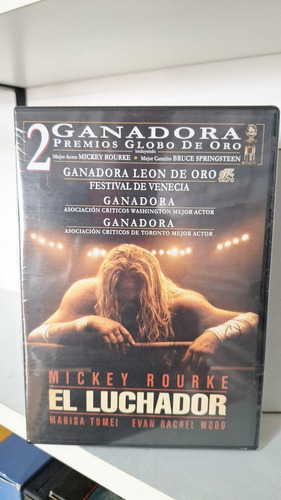 2 GANADORA
PREMIOS GLOBO DE ORO
incluyendo
Mejor Actor MICKEY ROURKE • Mejor Canción BRUCE SPRINGSTEEN
GANADORA LEON DE ORO
FESTIVAL DE VENECIA
GANADORA
ASOCIACIÓN CRITICOS WASHINGTON MEJOR ACTOR
GANADORA
ASOCIACIÓN CRITICOS DE TORONTO MEJOR ACTOR
MICKEY ROURKE
EL LUCHADOR
MARISA TOMEI EVAN RACHEL WOOD